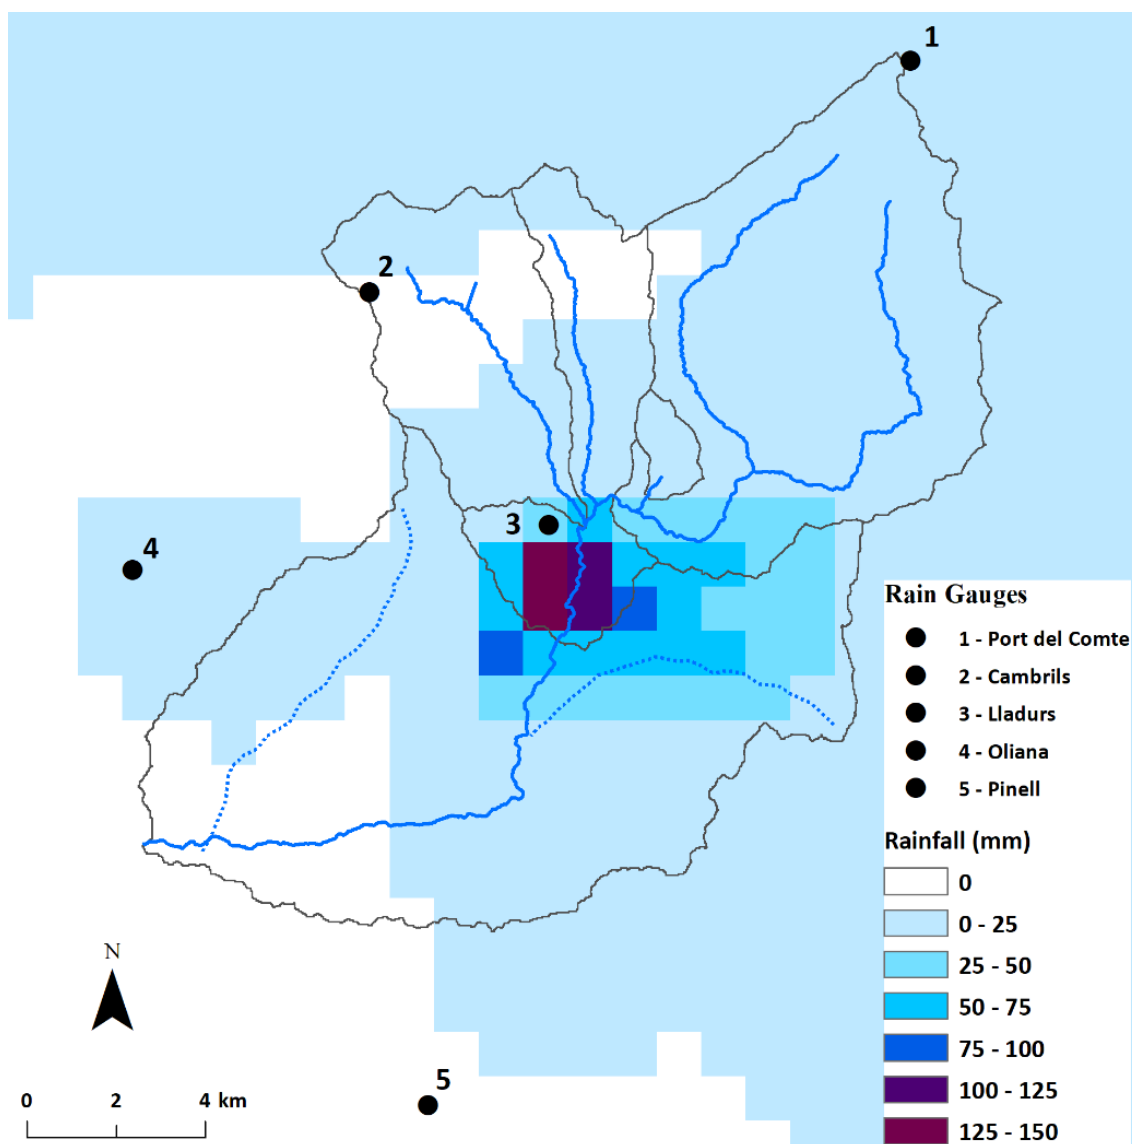 1
2
3
4
5
N
0 2 4 km
Rain Gauges
1 - Port del Comte
2 - Cambrils
3 - Lladurs
4 - Oliana
5 - Pinell
Rainfall (mm)
0
0 - 25
25 - 50
50 - 75
75 - 100
100 - 125
125 - 150